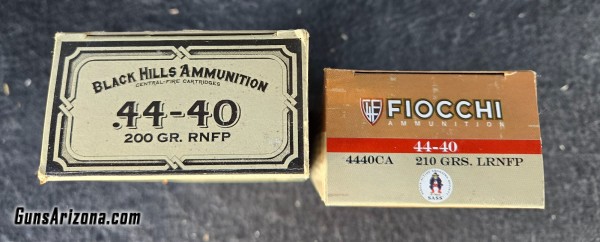 BLACK HILLS AMMUNITION
CENTRAL-FIRE CARTRIDGES
.44-40
200 GR. RNFP
FIOCCHI
AMMUNITION
44-40
4440CA 210 GRS. LRNFP
SASS
GunsArizona.com